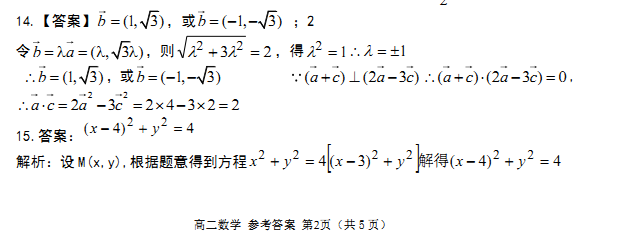 2
14.【答案】$\vec{b}=(1,\sqrt{3})$，或$\vec{b}=(-1,-\sqrt{3})$ ；2
令$\vec{b}=\lambda\vec{a}=(\lambda,\sqrt{3}\lambda)$，则$\sqrt{\lambda^2+3\lambda^2}=2$，得$\lambda^2=1\therefore\lambda=\pm1$
$\therefore\vec{b}=(1,\sqrt{3})$，或$\vec{b}=(-1,-\sqrt{3})$ $\because(\vec{a}+\vec{c})\perp(2\vec{a}-3\vec{c})\therefore(\vec{a}+\vec{c})\cdot(2\vec{a}-3\vec{c})=0$，
$\therefore\vec{a}\cdot\vec{c}=2\vec{a}^2-3\vec{c}^2=2\times4-3\times2=2$
15.答案：$(x-4)^2+y^2=4$
解析：设M(x,y),根据题意得到方程$x^2+y^2=4\left[(x-3)^2+y^2\right]$解得$(x-4)^2+y^2=4$
高二数学 参考答案 第2页（共5页）